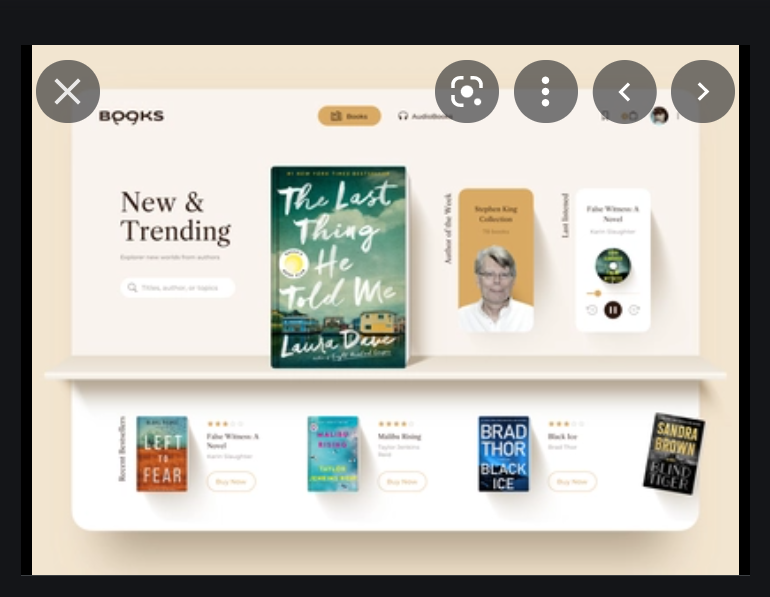 BOOKS
Books
AudioBooks
New &
Trending
Explore new worlds from authors
Titles, author, or topics
#1 NEW YORK TIMES BESTSELLER
The Last
Thing
He
Told Me
Laura Dave
Author of the Week
Stephen King
Collection
Last listened
False Witness: A
Novel
Karin Slaughter
Recent Bestsellers
LEFT
TO
FEAR
False Witness: A
Novel
Karin Slaughter
Buy Now
MALIBU
RISING
TAYLOR
JENKINS REID
Malibu Rising
Taylor Jenkins
Reid
Buy Now
BRAD
THOR
BLACK
ICE
Black Ice
Brad Thor
Buy Now
SANDRA
BROWN
BLIND
TIGER